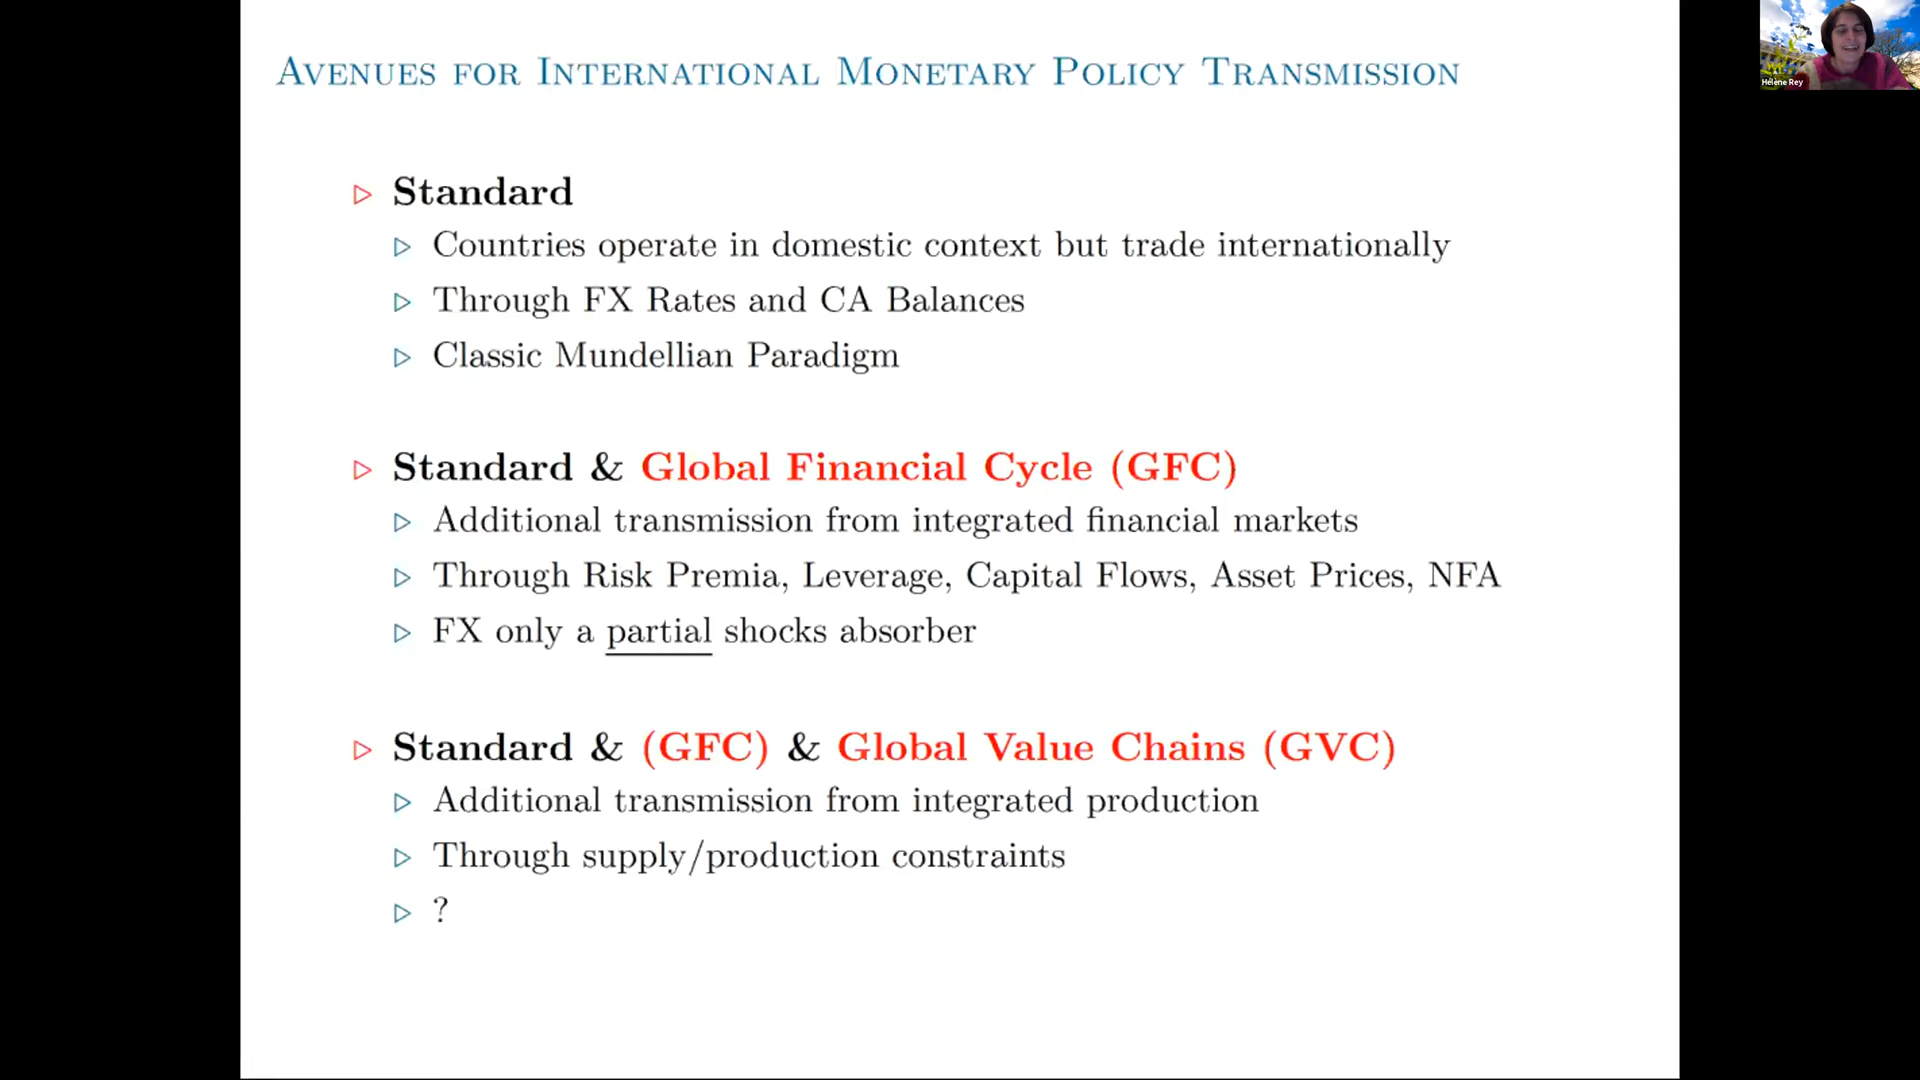 AVENUES FOR INTERNATIONAL MONETARY POLICY TRANSMISSION
Hélène Rey
Standard
Countries operate in domestic context but trade internationally
Through FX Rates and CA Balances
Classic Mundellian Paradigm
Standard & Global Financial Cycle (GFC)
Additional transmission from integrated financial markets
Through Risk Premia, Leverage, Capital Flows, Asset Prices, NFA
FX only a partial shocks absorber
Standard & (GFC) & Global Value Chains (GVC)
Additional transmission from integrated production
Through supply/production constraints
?